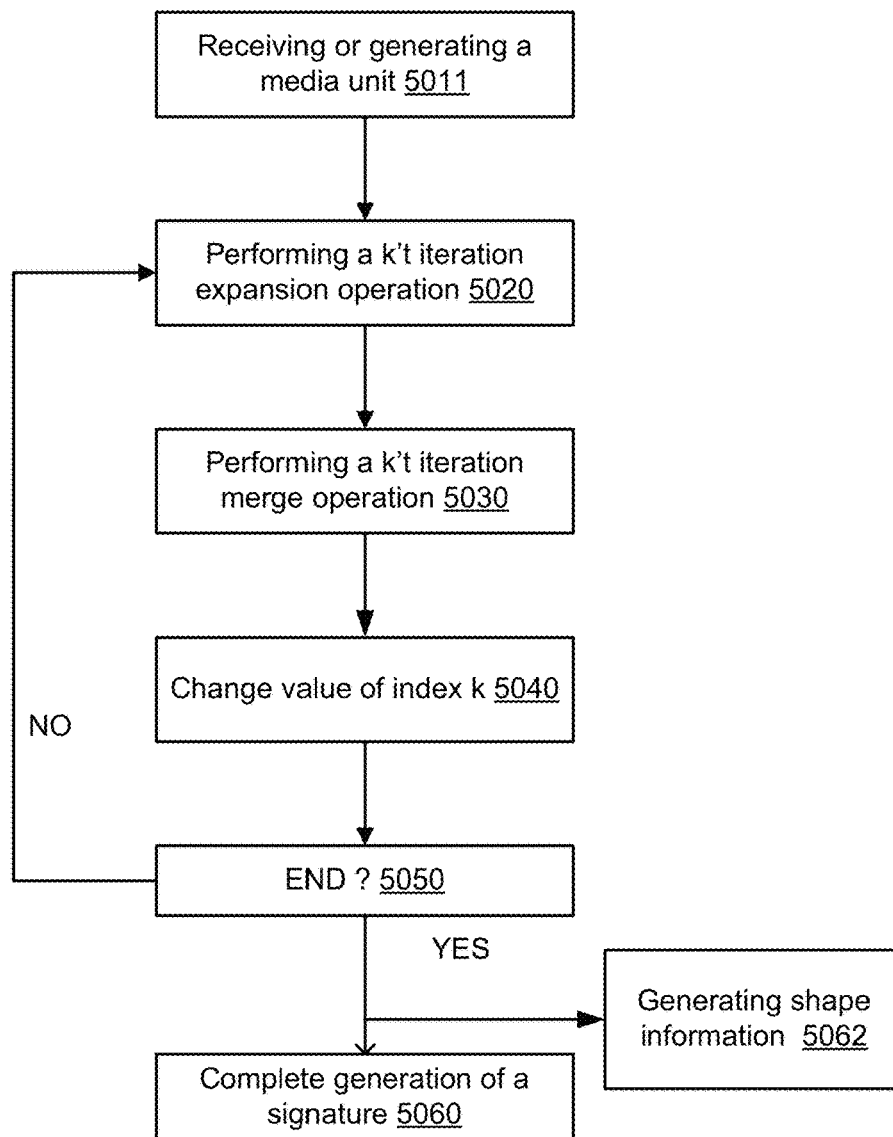 Receiving or generating a
media unit 5011
Performing a k't iteration
expansion operation 5020
Performing a k't iteration
merge operation 5030
Change value of index k 5040
NO
END ? 5050
YES
Generating shape
information 5062
Complete generation of a
signature 5060